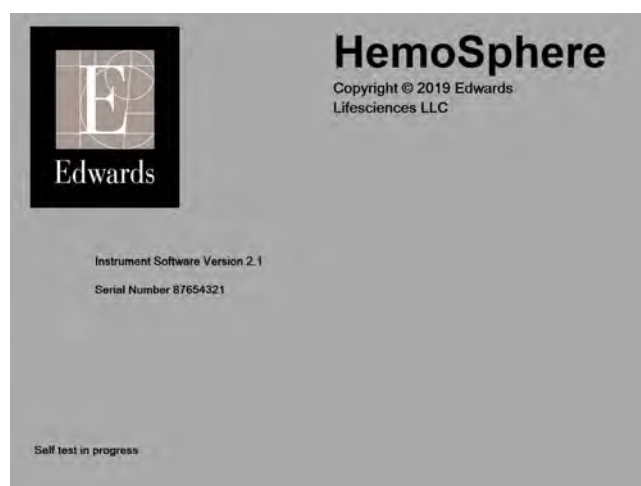 E
Edwards
HemoSphere
Copyright © 2019 Edwards
Lifesciences LLC
Instrument Software Version 2.1
Serial Number 87654321
Self test in progress